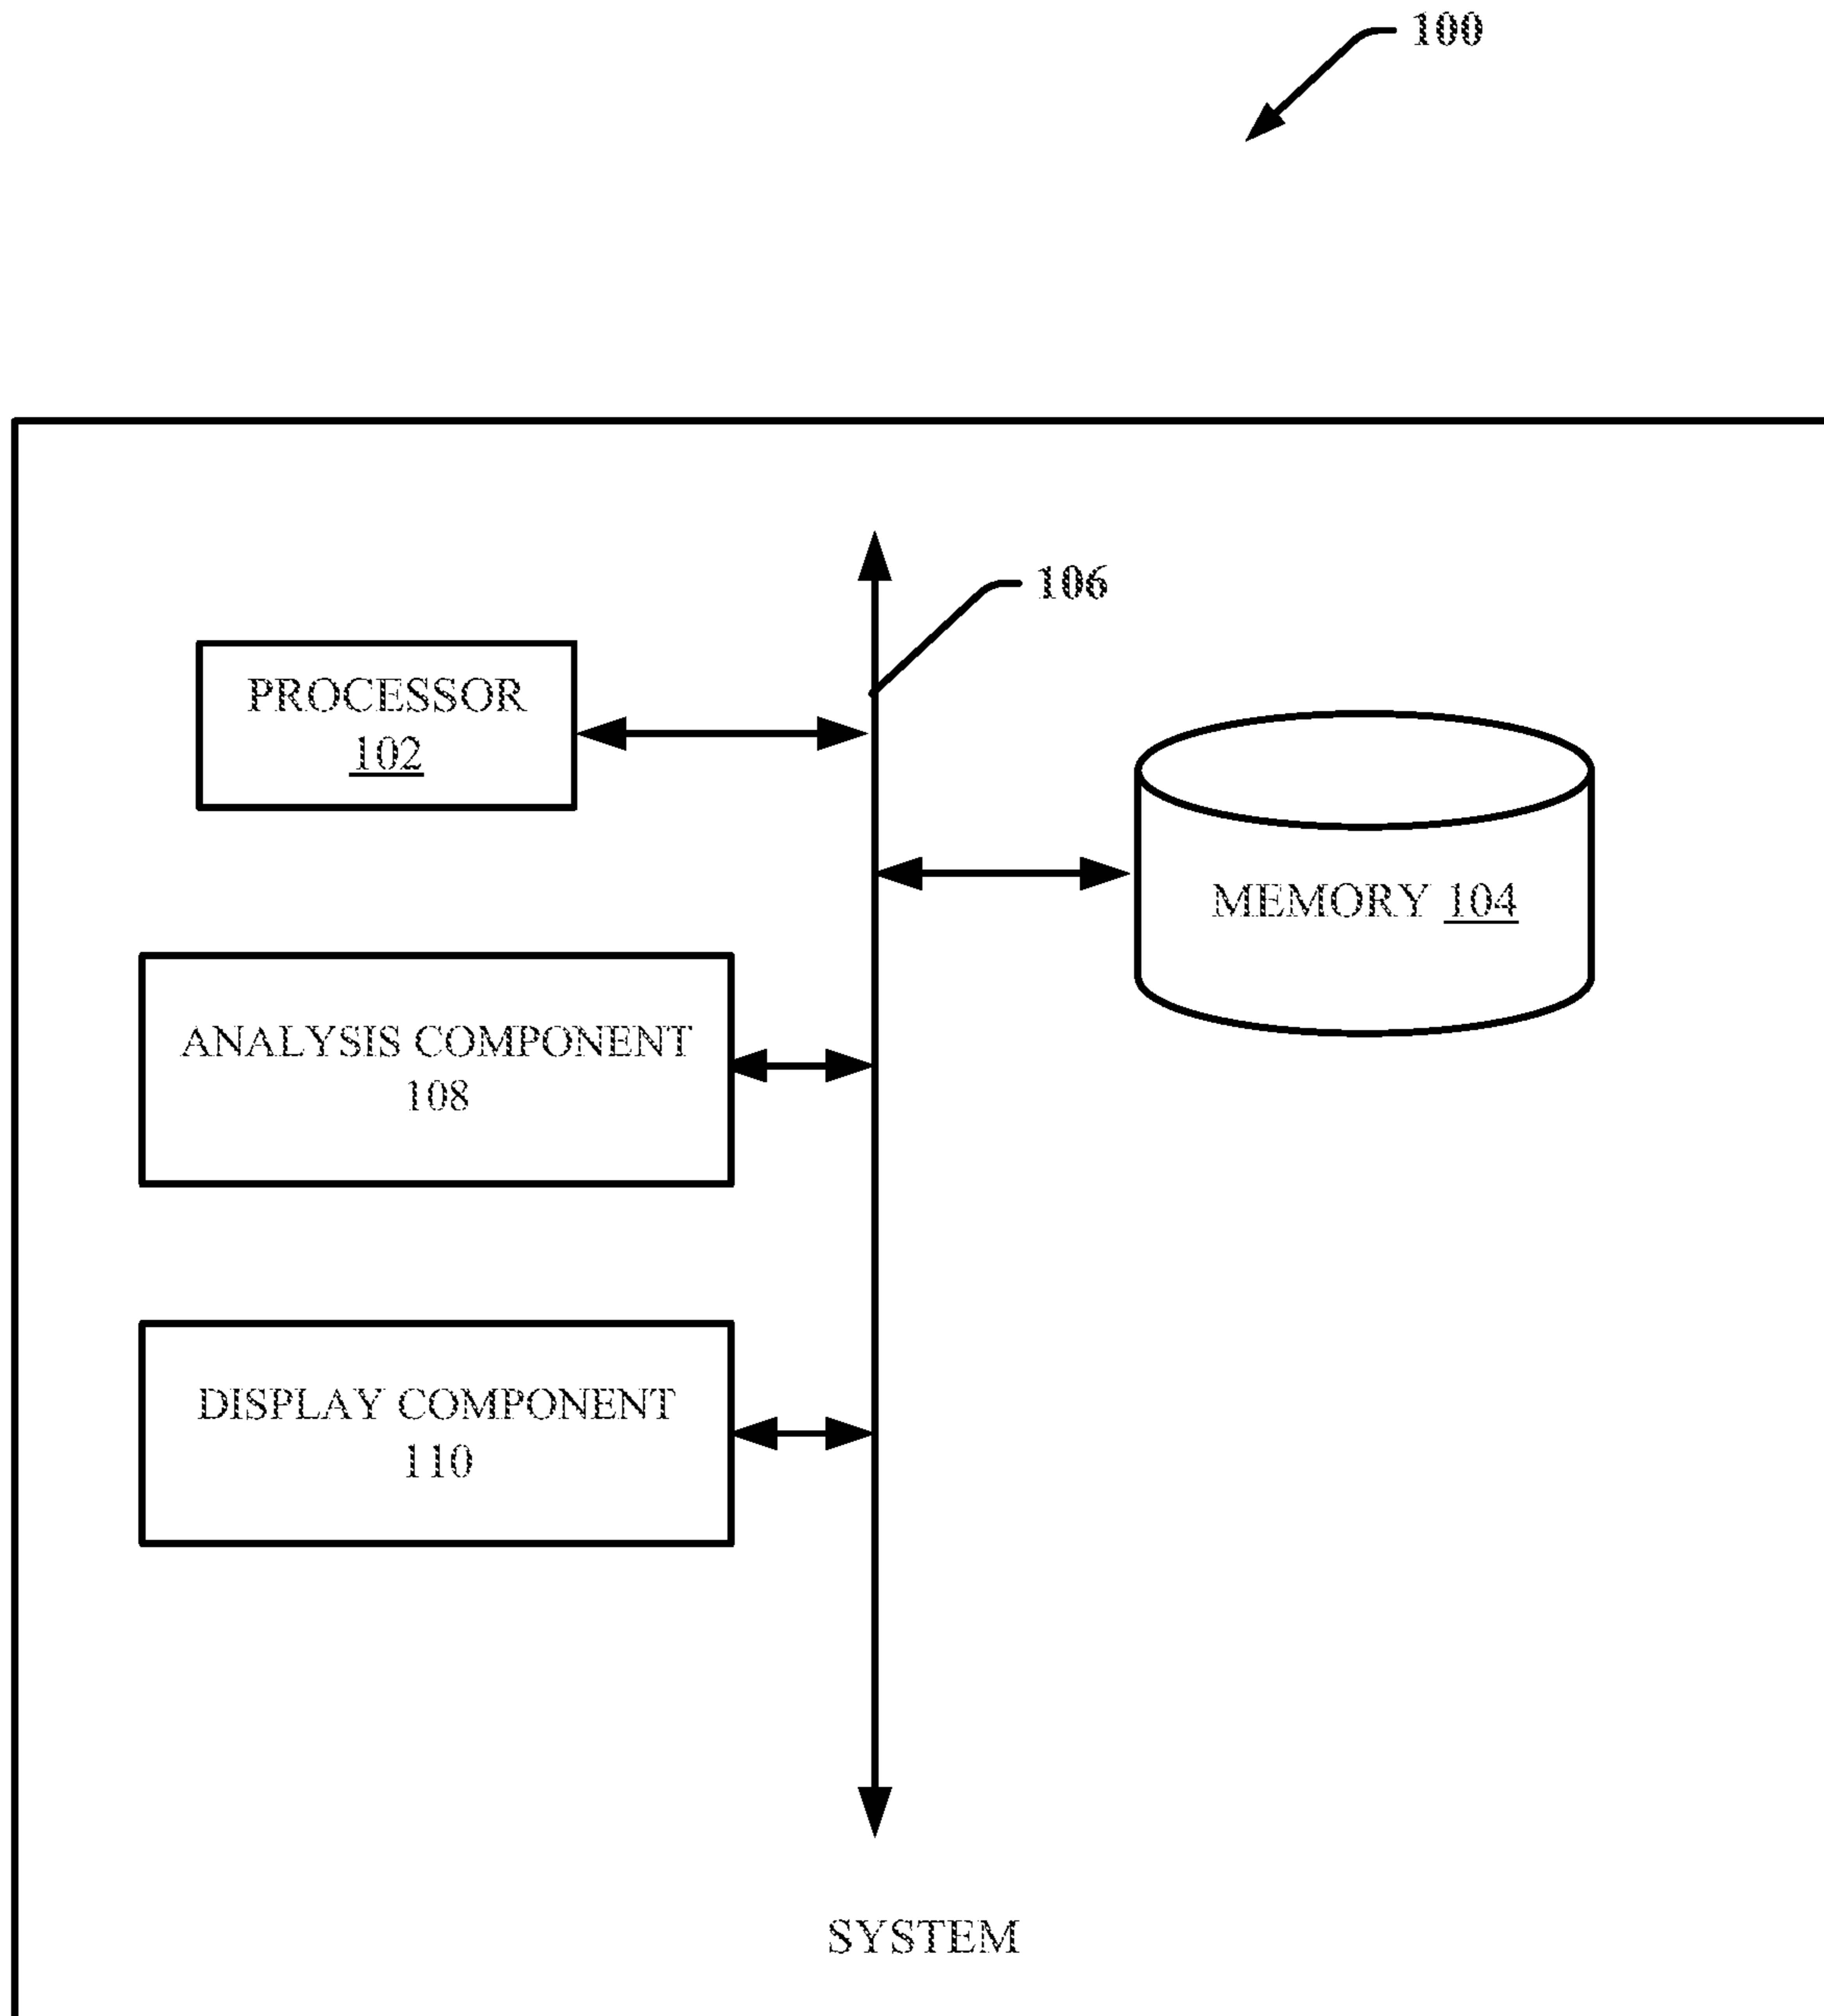 100
106
PROCESSOR
102
MEMORY 104
ANALYSIS COMPONENT
108
DISPLAY COMPONENT
110
SYSTEM